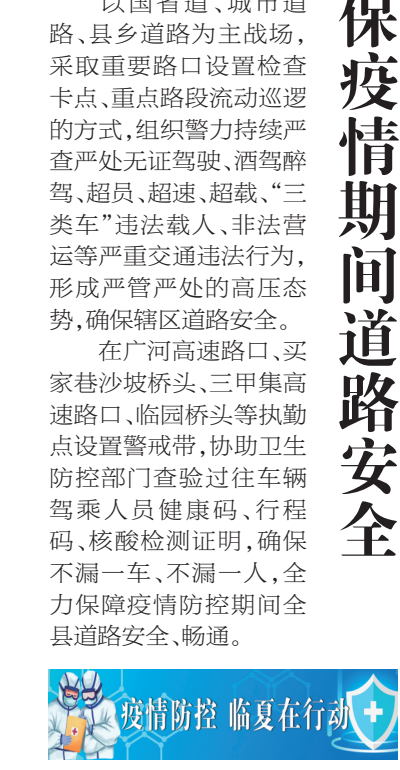 保疫情期间道路安全
以国省道、城市道
路、县乡道路为主战场,
采取重要路口设置检查
卡点、重点路段流动巡逻
的方式,组织警力持续严
查严处无证驾驶、酒驾醉
驾、超员、超速、超载、“三
类车”违法载人、非法营
运等严重交通违法行为,
形成严管严处的高压态
势,确保辖区道路安全。
在广河高速路口、买
家巷沙坡桥头、三甲集高
速路口、临园桥头等执勤
点设置警戒带,协助卫生
防控部门查验过往车辆
驾乘人员健康码、行程
码、核酸检测证明,确保
不漏一车、不漏一人,全
力保障疫情防控期间全
县道路安全、畅通。
疫情防控 临夏在行动